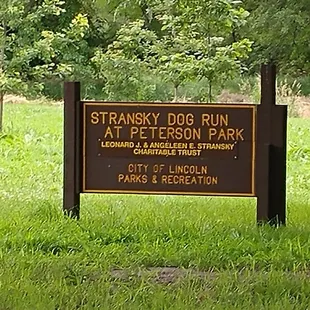 STRANSKY DOG RUN
AT PETERSON PARK
LEONARD J. & ANGELEEN E. STRANSKY
CHARITABLE TRUST
CITY OF LINCOLN
PARKS & RECREATION